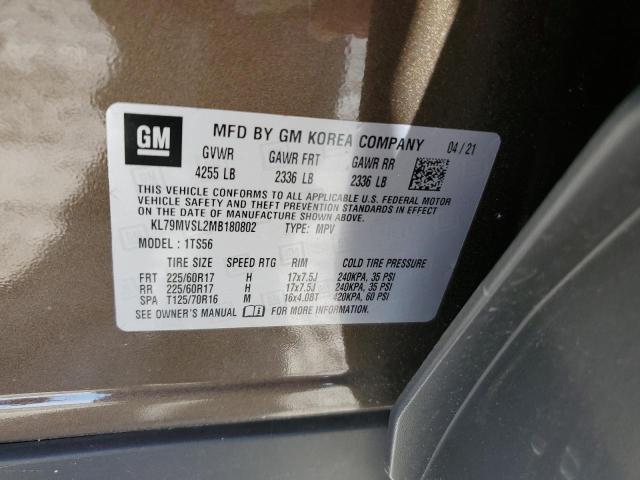 GM MFD BY GM KOREA COMPANY 04/21
GVWR GAWR FRT GAWR RR
4255 LB 2336 LB 2336 LB
THIS VEHICLE CONFORMS TO ALL APPLICABLE U.S. FEDERAL MOTOR
VEHICLE SAFETY AND THEFT PREVENTION STANDARDS IN EFFECT
ON THE DATE OF MANUFACTURE SHOWN ABOVE.
KL79MVSL2MB180802 TYPE: MPV
MODEL : 1TS56
TIRE SIZE SPEED RTG RIM COLD TIRE PRESSURE
FRT 225/60R17 H 17x7.5J 240KPA, 35 PSI
RR 225/60R17 H 17x7.5J 240KPA, 35 PSI
SPA T125/70R16 M 16x4.0BT 420KPA, 60 PSI
SEE OWNER'S MANUAL FOR MORE INFORMATION